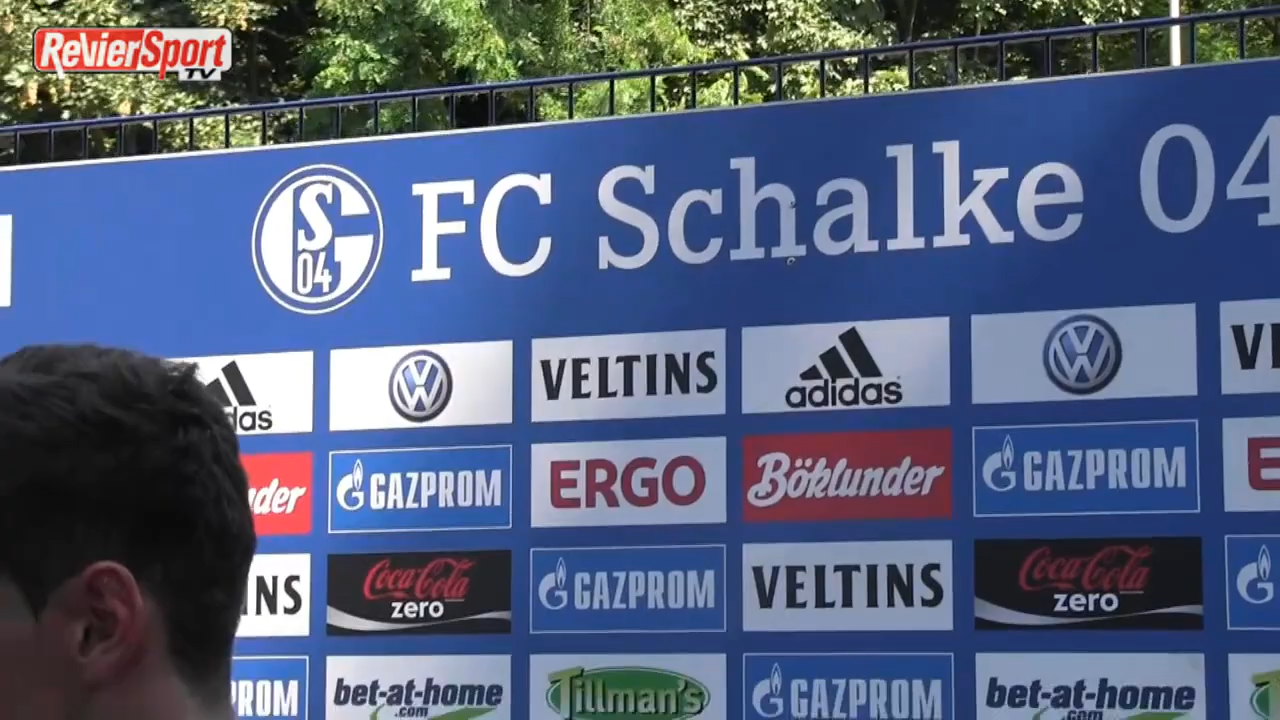 RevierSport
TV
S
04
FC Schalke 04
adidas
VELTINS
adidas
GAZPROM
ERGO
Böklunder
GAZPROM
Coca-Cola
zero
GAZPROM
VELTINS
Coca-Cola
zero
bet-at-home
.com
Tillman's
GAZPROM
bet-at-home
.com